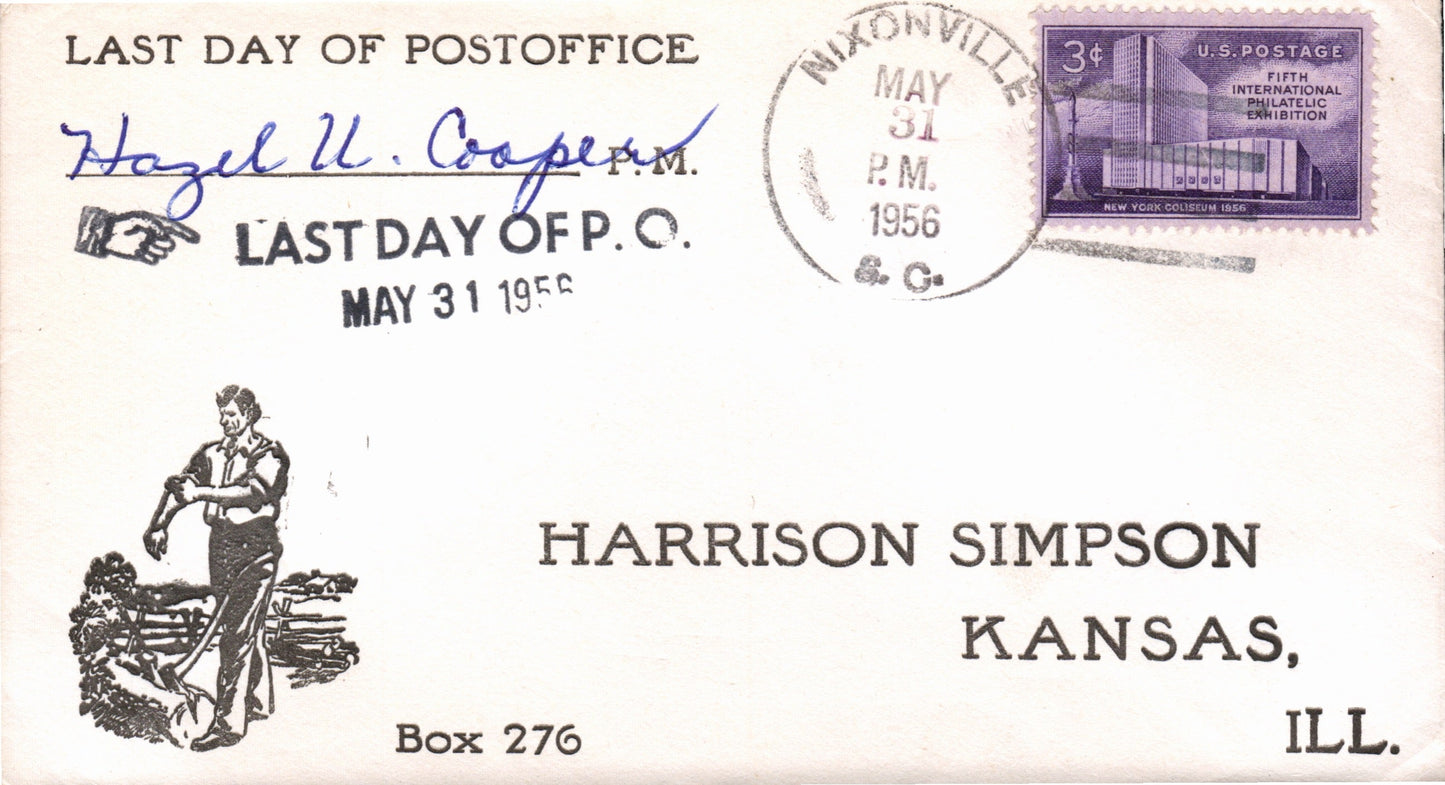 LAST DAY OF POSTOFFICE
Hazel U. Cooper P. M.
LAST DAY OF P. O.
MAY 31 1956
NIXONVILLE
MAY
31
P. M.
1956
S. C.
3¢ U.S. POSTAGE
FIFTH
INTERNATIONAL
PHILATELIC
EXHIBITION
NEW YORK COLISEUM 1956
HARRISON SIMPSON
KANSAS,
ILL.
Box 276